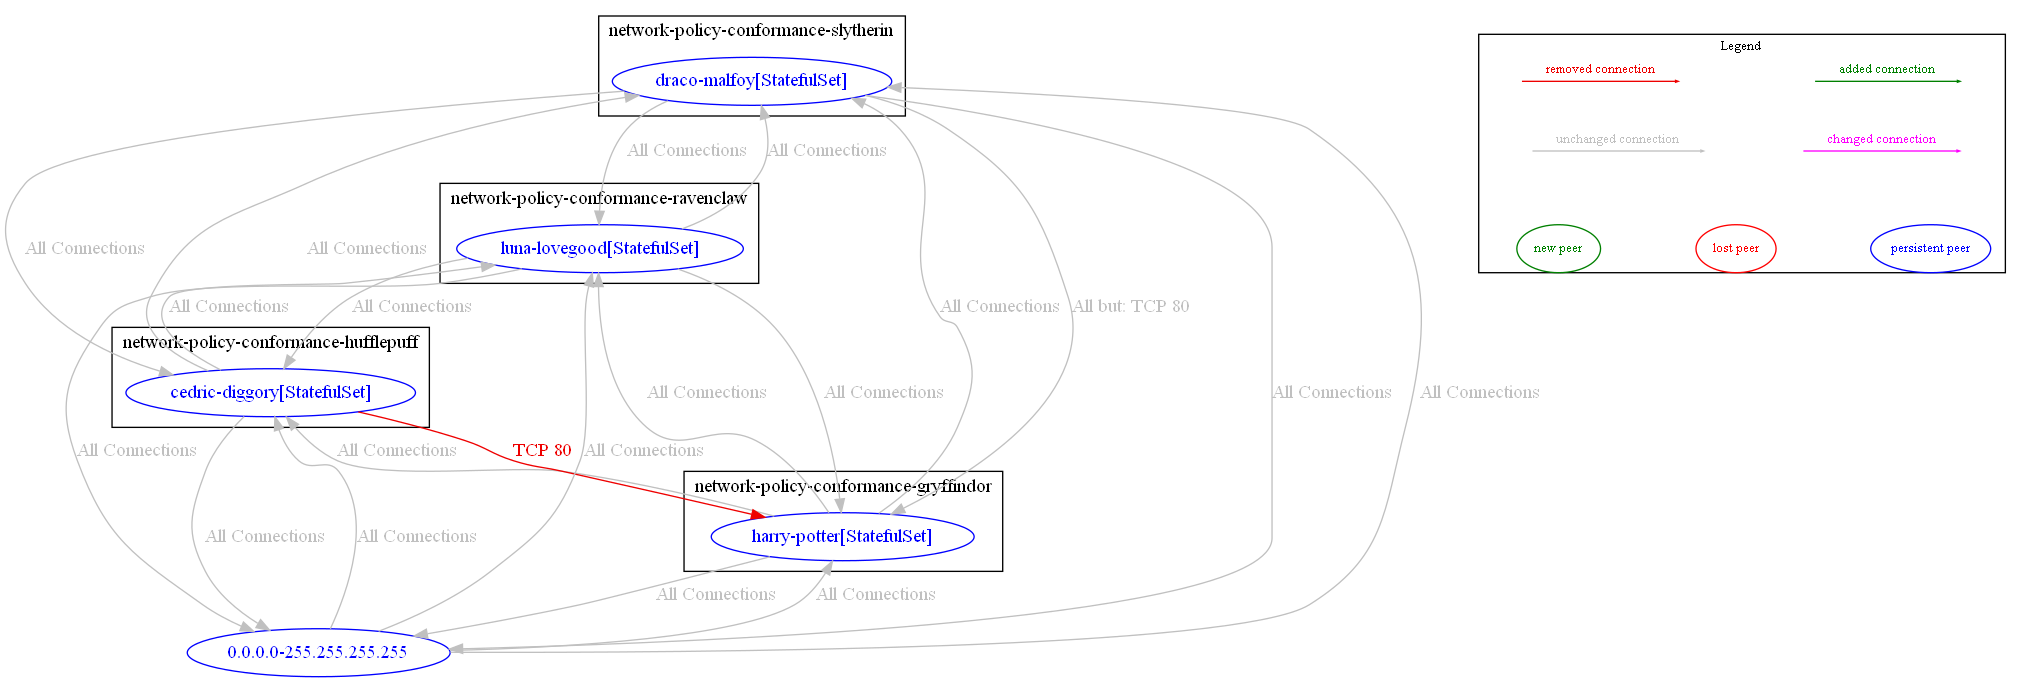 network-policy-conformance-slytherin
Legend
draco-malfoy[StatefulSet]
removed connection
added connection
unchanged connection
changed connection
All Connections
All Connections
network-policy-conformance-ravenclaw
luna-lovegood[StatefulSet]
All Connections
All Connections
new peer
lost peer
persistent peer
All Connections
All Connections
All Connections
All but: TCP 80
network-policy-conformance-hufflepuff
cedric-diggory[StatefulSet]
All Connections
All Connections
All Connections
All Connections
All Connections
All Connections
TCP 80
All Connections
network-policy-conformance-gryffindor
harry-potter[StatefulSet]
All Connections
All Connections
All Connections
All Connections
0.0.0.0-255.255.255.255